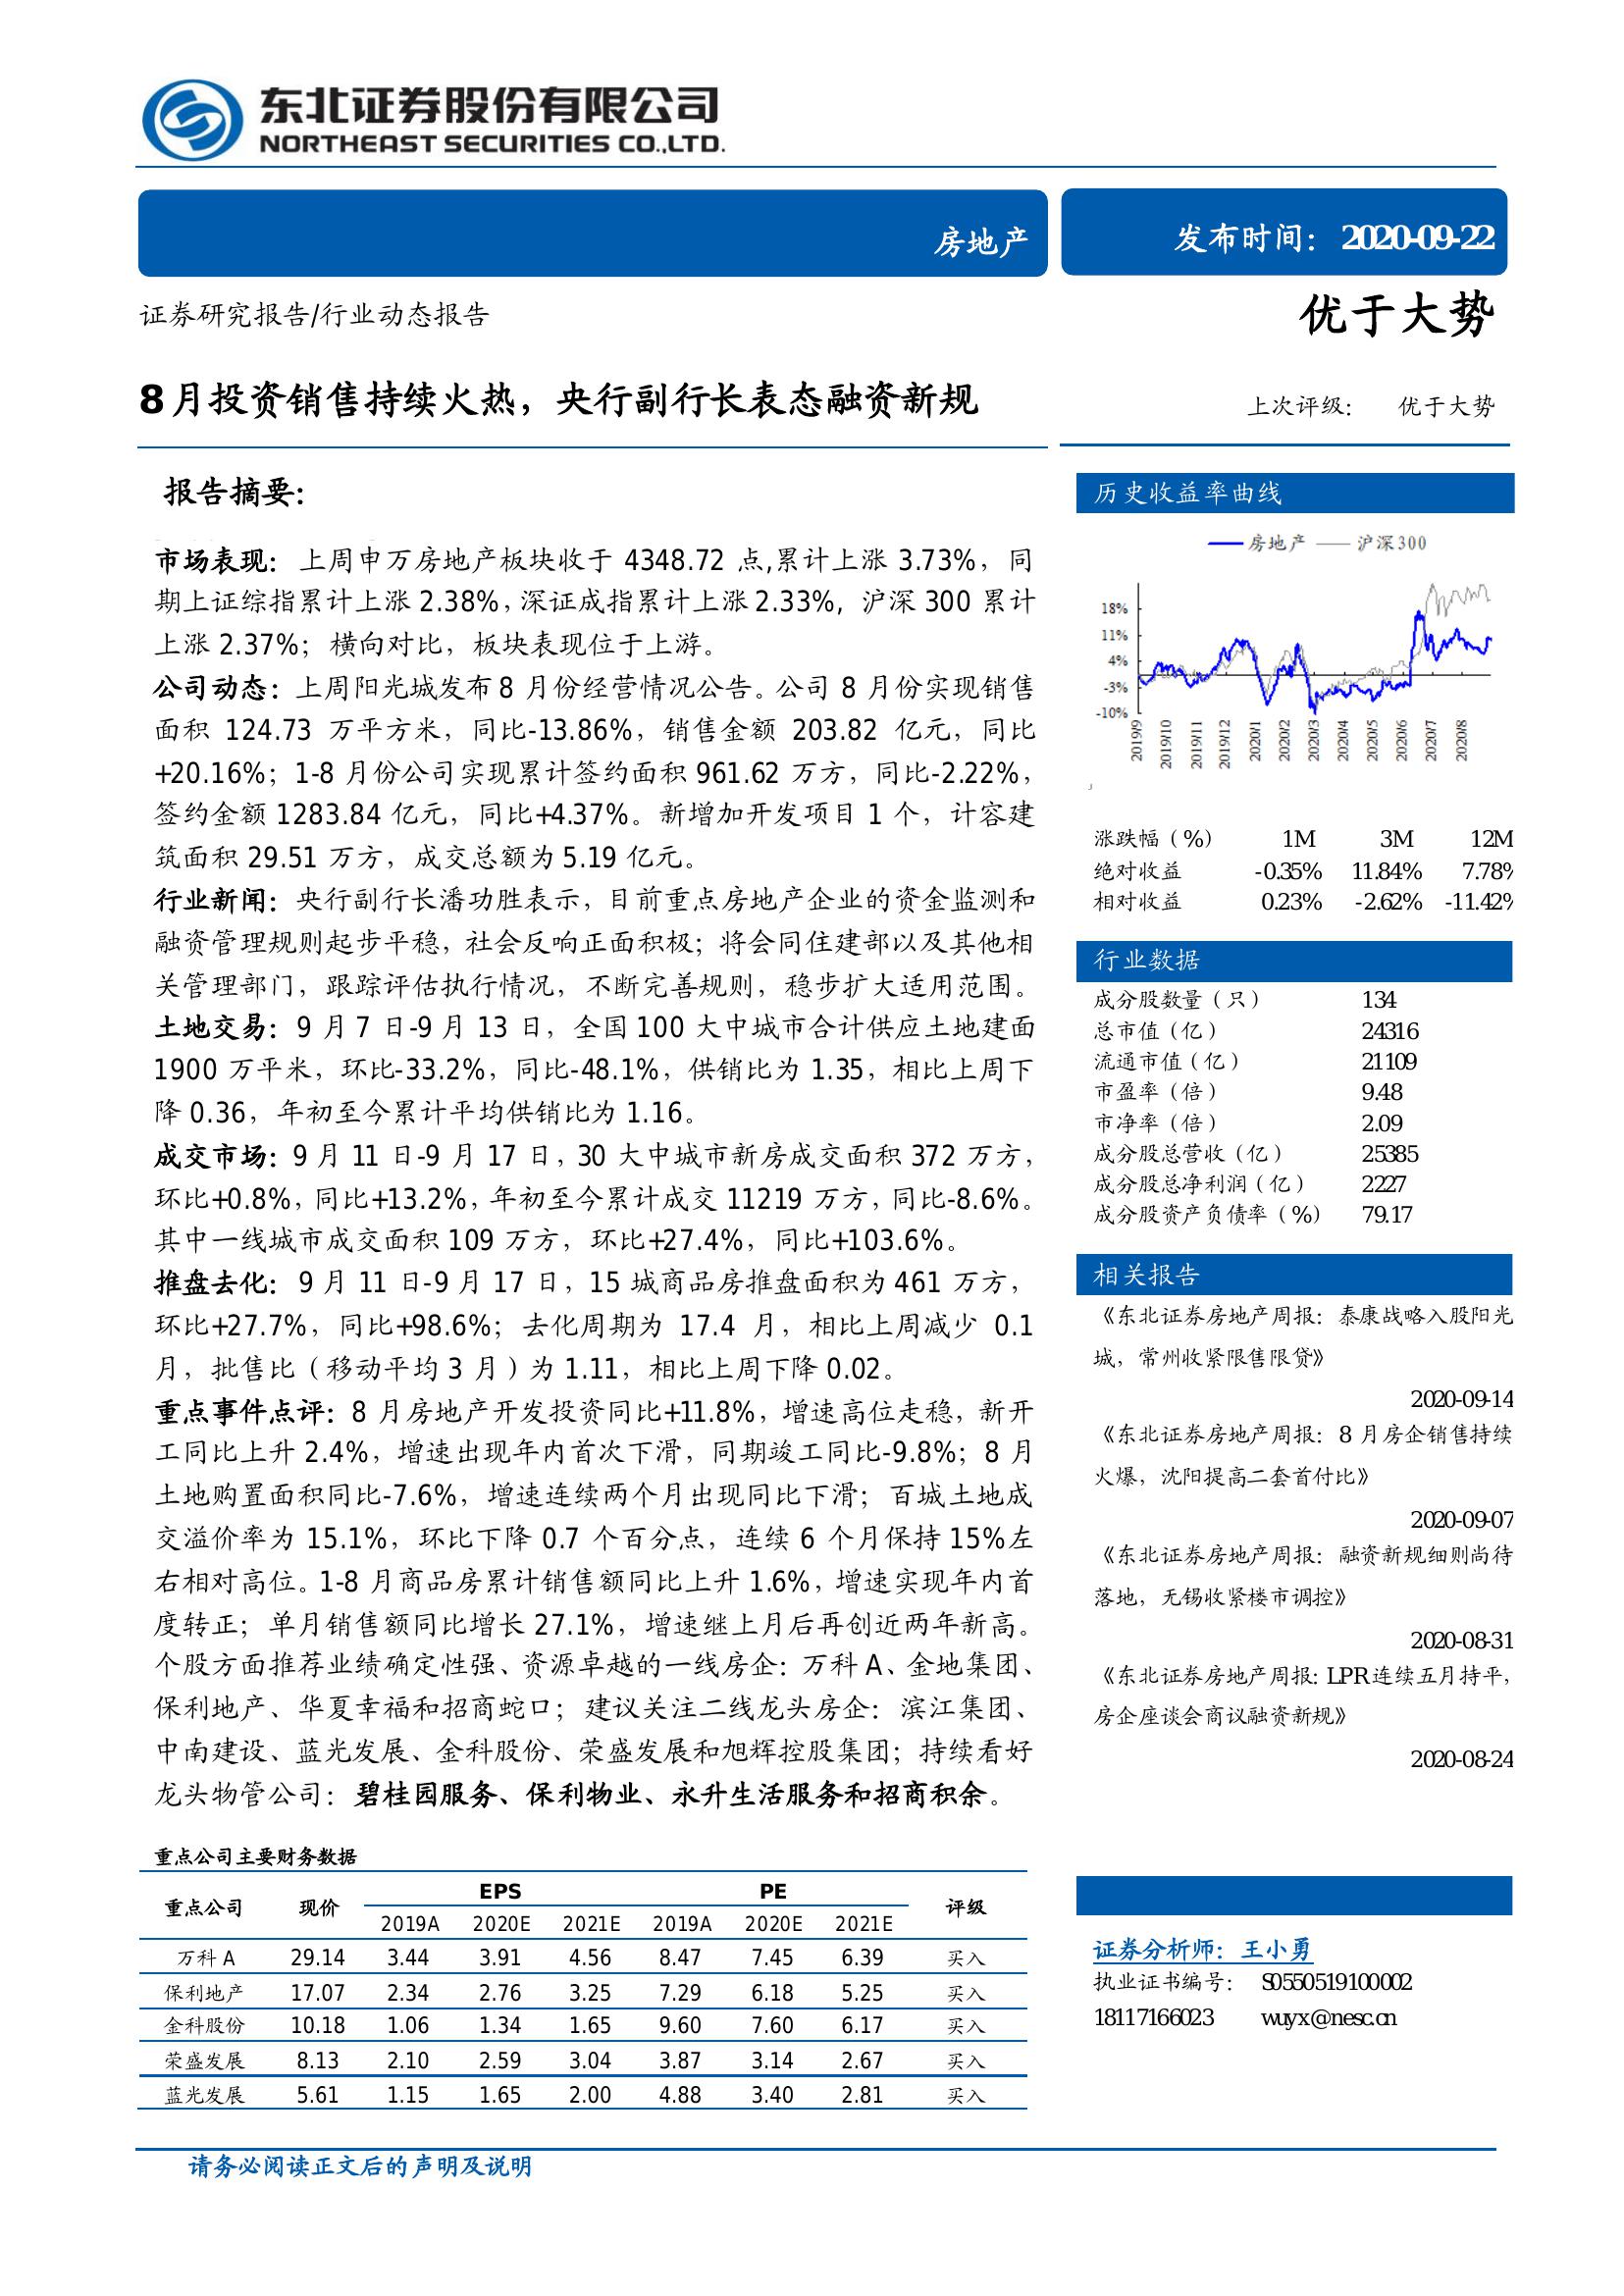 东北证券股份有限公司
NORTHEAST SECURITIES CO.,LTD.
房地产
发布时间：2020-09-22
证券研究报告/行业动态报告
优于大势
8月投资销售持续火热，央行副行长表态融资新规
上次评级： 优于大势
报告摘要：
市场表现：上周申万房地产板块收于 4348.72 点,累计上涨 3.73%，同
期上证综指累计上涨 2.38%，深证成指累计上涨 2.33%，沪深 300 累计
上涨 2.37%；横向对比，板块表现位于上游。
公司动态：上周阳光城发布 8 月份经营情况公告。公司 8 月份实现销售
面积 124.73 万平方米，同比-13.86%，销售金额 203.82 亿元，同比
+20.16%；1-8 月份公司实现累计签约面积 961.62 万方，同比-2.22%，
签约金额 1283.84 亿元，同比+4.37%。新增加开发项目 1 个，计容建
筑面积 29.51 万方，成交总额为 5.19 亿元。
行业新闻：央行副行长潘功胜表示，目前重点房地产企业的资金监测和
融资管理规则起步平稳，社会反响正面积极；将会同住建部以及其他相
关管理部门，跟踪评估执行情况，不断完善规则，稳步扩大适用范围。
土地交易：9 月 7 日-9 月 13 日，全国 100 大中城市合计供应土地建面
1900 万平米，环比-33.2%，同比-48.1%，供销比为 1.35，相比上周下
降 0.36，年初至今累计平均供销比为 1.16。
成交市场：9 月 11 日-9 月 17 日，30 大中城市新房成交面积 372 万方，
环比+0.8%，同比+13.2%，年初至今累计成交 11219 万方，同比-8.6%。
其中一线城市成交面积 109 万方，环比+27.4%，同比+103.6%。
推盘去化：9 月 11 日-9 月 17 日，15 城商品房推盘面积为 461 万方，
环比+27.7%，同比+98.6%；去化周期为 17.4 月，相比上周减少 0.1
月，批售比（移动平均 3 月）为 1.11，相比上周下降 0.02。
重点事件点评：8 月房地产开发投资同比+11.8%，增速高位走稳，新开
工同比上升 2.4%，增速出现年内首次下滑，同期竣工同比-9.8%；8 月
土地购置面积同比-7.6%，增速连续两个月出现同比下滑；百城土地成
交溢价率为 15.1%，环比下降 0.7 个百分点，连续 6 个月保持 15%左
右相对高位。1-8 月商品房累计销售额同比上升 1.6%，增速实现年内首
度转正；单月销售额同比增长 27.1%，增速继上月后再创近两年新高。
个股方面推荐业绩确定性强、资源卓越的一线房企：万科 A、金地集团、
保利地产、华夏幸福和招商蛇口；建议关注二线龙头房企：滨江集团、
中南建设、蓝光发展、金科股份、荣盛发展和旭辉控股集团；持续看好
龙头物管公司：碧桂园服务、保利物业、永升生活服务和招商积余。
重点公司主要财务数据
重点公司 现价 EPS PE 评级
2019A 2020E 2021E 2019A 2020E 2021E
万科 A 29.14 3.44 3.91 4.56 8.47 7.45 6.39 买入
保利地产 17.07 2.34 2.76 3.25 7.29 6.18 5.25 买入
金科股份 10.18 1.06 1.34 1.65 9.60 7.60 6.17 买入
荣盛发展 8.13 2.10 2.59 3.04 3.87 3.14 2.67 买入
蓝光发展 5.61 1.15 1.65 2.00 4.88 3.40 2.81 买入
历史收益率曲线
房地产 沪深300
18%
11%
4%
-3%
-10%
2019/9 2019/10 2019/11 2019/12 2020/1 2020/2 2020/3 2020/4 2020/5 2020/6 2020/7 2020/8
涨跌幅（%） 1M 3M 12M
绝对收益 -0.35% 11.84% 7.78%
相对收益 0.23% -2.62% -11.42%
行业数据
成分股数量（只） 134
总市值（亿） 24316
流通市值（亿） 21109
市盈率（倍） 9.48
市净率（倍） 2.09
成分股总营收（亿） 25385
成分股总净利润（亿） 2227
成分股资产负债率（%） 79.17
相关报告
《东北证券房地产周报：泰康战略入股阳光
城，常州收紧限售限贷》
2020-09-14
《东北证券房地产周报：8 月房企销售持续
火爆，沈阳提高二套首付比》
2020-09-07
《东北证券房地产周报：融资新规细则尚待
落地，无锡收紧楼市调控》
2020-08-31
《东北证券房地产周报：LPR 连续五月持平，
房企座谈会商议融资新规》
2020-08-24
证券分析师：王小勇
执业证书编号： S0550519100002
18117166023 wuyx@nesc.cn
请务必阅读正文后的声明及说明